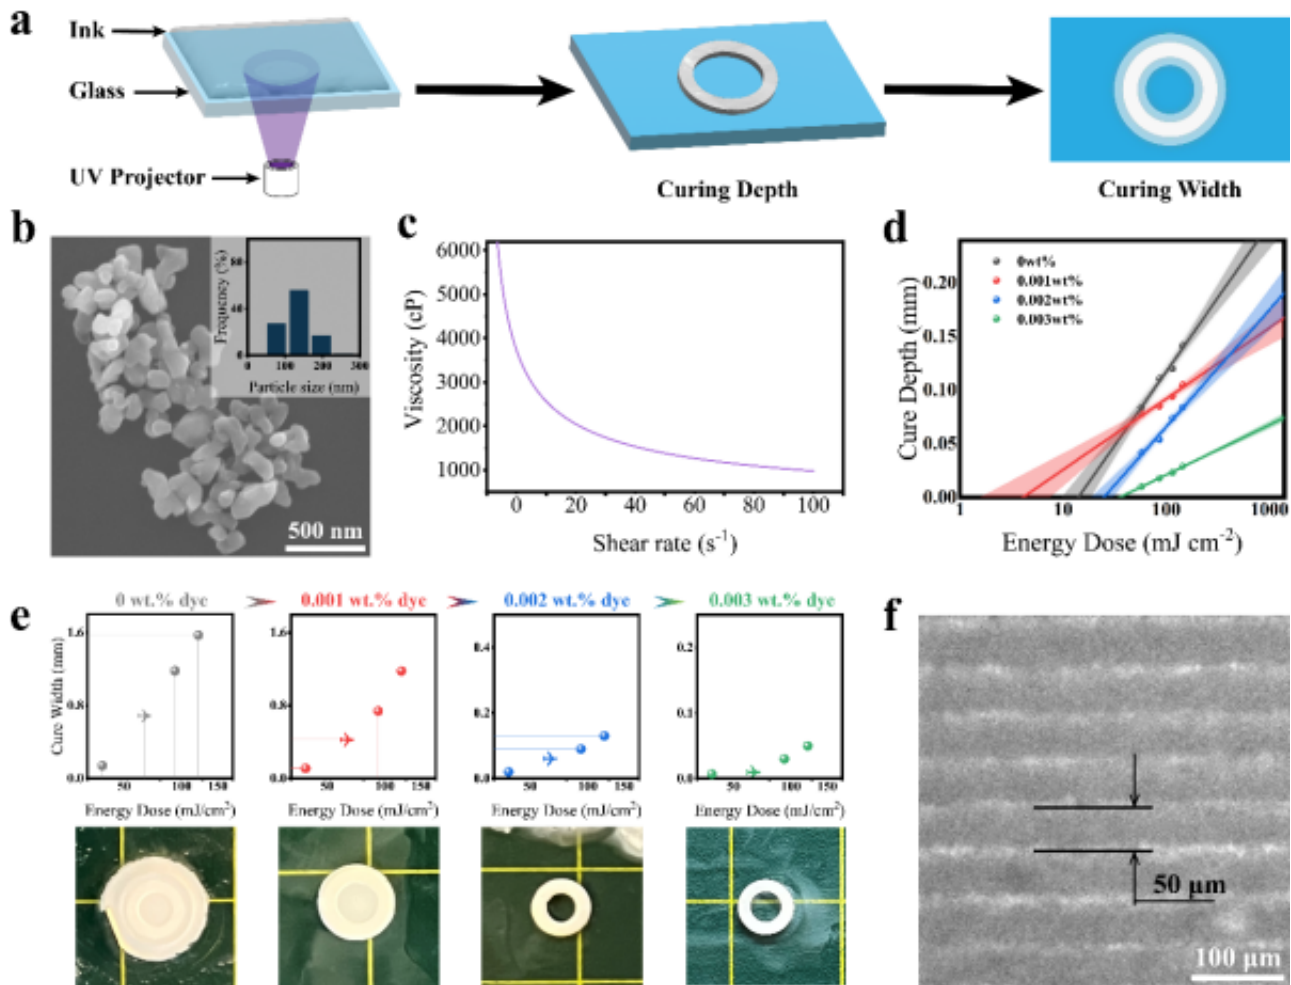 a
Ink
Glass
UV Projector
Curing Depth
Curing Width
b
Frequency (%)
80
40
0
100
200
300
Particle size (nm)
500 nm
c
Viscosity (cP)
6000
5000
4000
3000
2000
1000
0
20
40
60
80
100
Shear rate (s⁻¹)
d
Cure Depth (mm)
0.20
0.15
0.10
0.05
0.00
0wt%
0.001wt%
0.002wt%
0.003wt%
1
10
100
1000
Energy Dose (mJ cm⁻²)
e
0 wt.% dye
0.001 wt.% dye
0.002 wt.% dye
0.003 wt.% dye
Cure Width (mm)
1.6
0.8
0.0
50
100
150
Energy Dose (mJ/cm²)
1.6
0.8
0.0
50
100
150
Energy Dose (mJ/cm²)
0.4
0.2
0.0
50
100
150
Energy Dose (mJ/cm²)
0.2
0.1
0.0
50
100
150
Energy Dose (mJ/cm²)
f
50 µm
100 µm